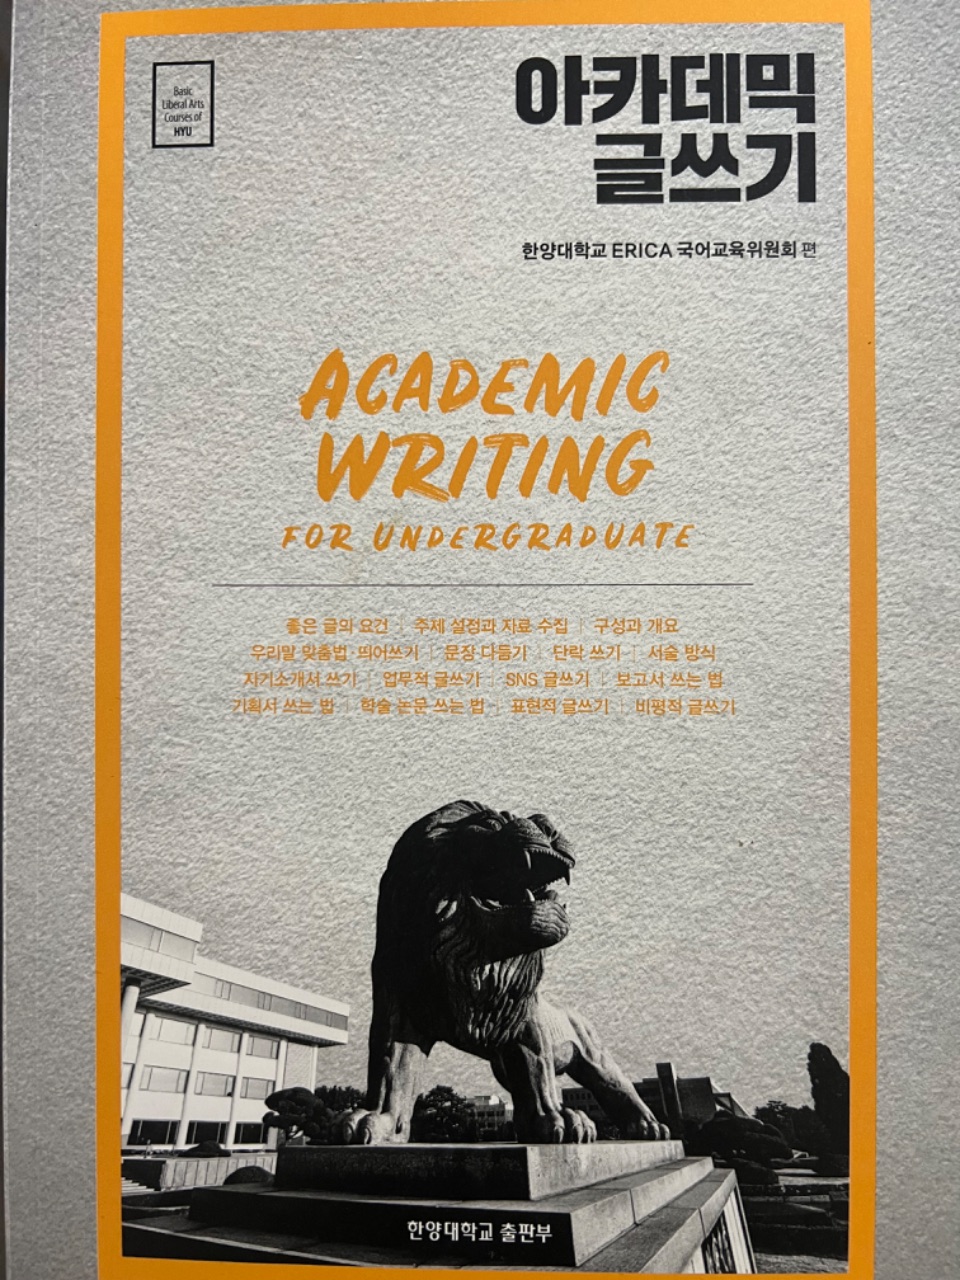 Basic
Liberal Arts
Courses of
HYU
아카데믹
글쓰기
한양대학교 ERICA 국어교육위원회 편
ACADEMIC
WRITING
FOR UNDERGRADUATE
좋은 글의 요건 | 주제 설정과 자료 수집 | 구성과 개요
우리말 맞춤법·띄어쓰기 | 문장 다듬기 | 단락 쓰기 | 서술 방식
자기소개서 쓰기 | 업무적 글쓰기 | SNS 글쓰기 | 보고서 쓰는 법
기획서 쓰는 법 | 학술 논문 쓰는 법 | 표현적 글쓰기 | 비평적 글쓰기
한양대학교 출판부